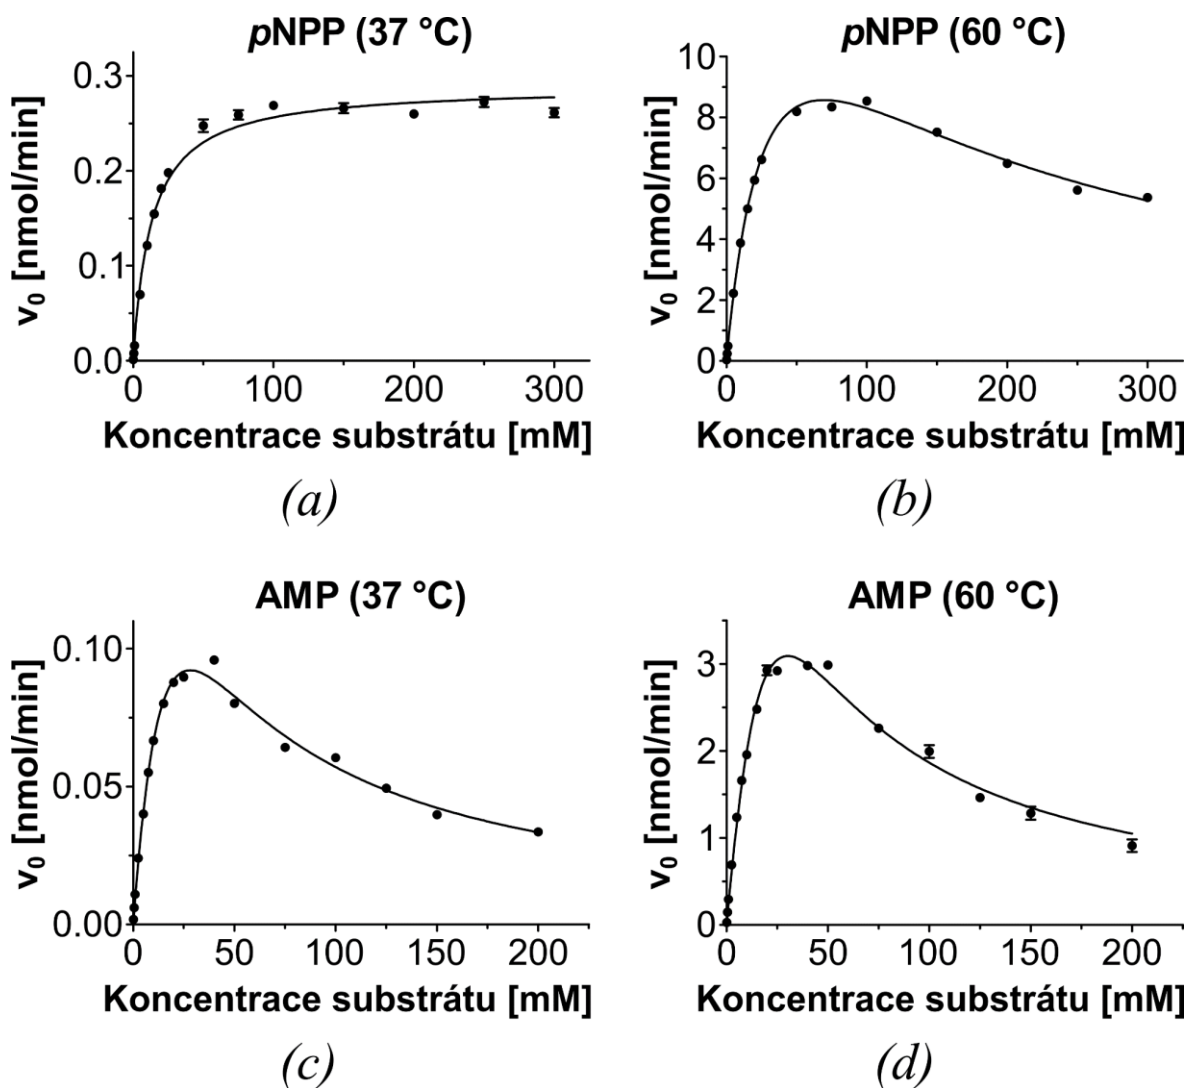 pNPP (37 °C)
v₀ [nmol/min]
0.3
0.2
0.1
0.0
0 100 200 300
Koncentrace substrátu [mM]
(a)
pNPP (60 °C)
v₀ [nmol/min]
10
8
6
4
2
0
0 100 200 300
Koncentrace substrátu [mM]
(b)
AMP (37 °C)
v₀ [nmol/min]
0.10
0.05
0.00
0 50 100 150 200
Koncentrace substrátu [mM]
(c)
AMP (60 °C)
v₀ [nmol/min]
3
2
1
0
0 50 100 150 200
Koncentrace substrátu [mM]
(d)